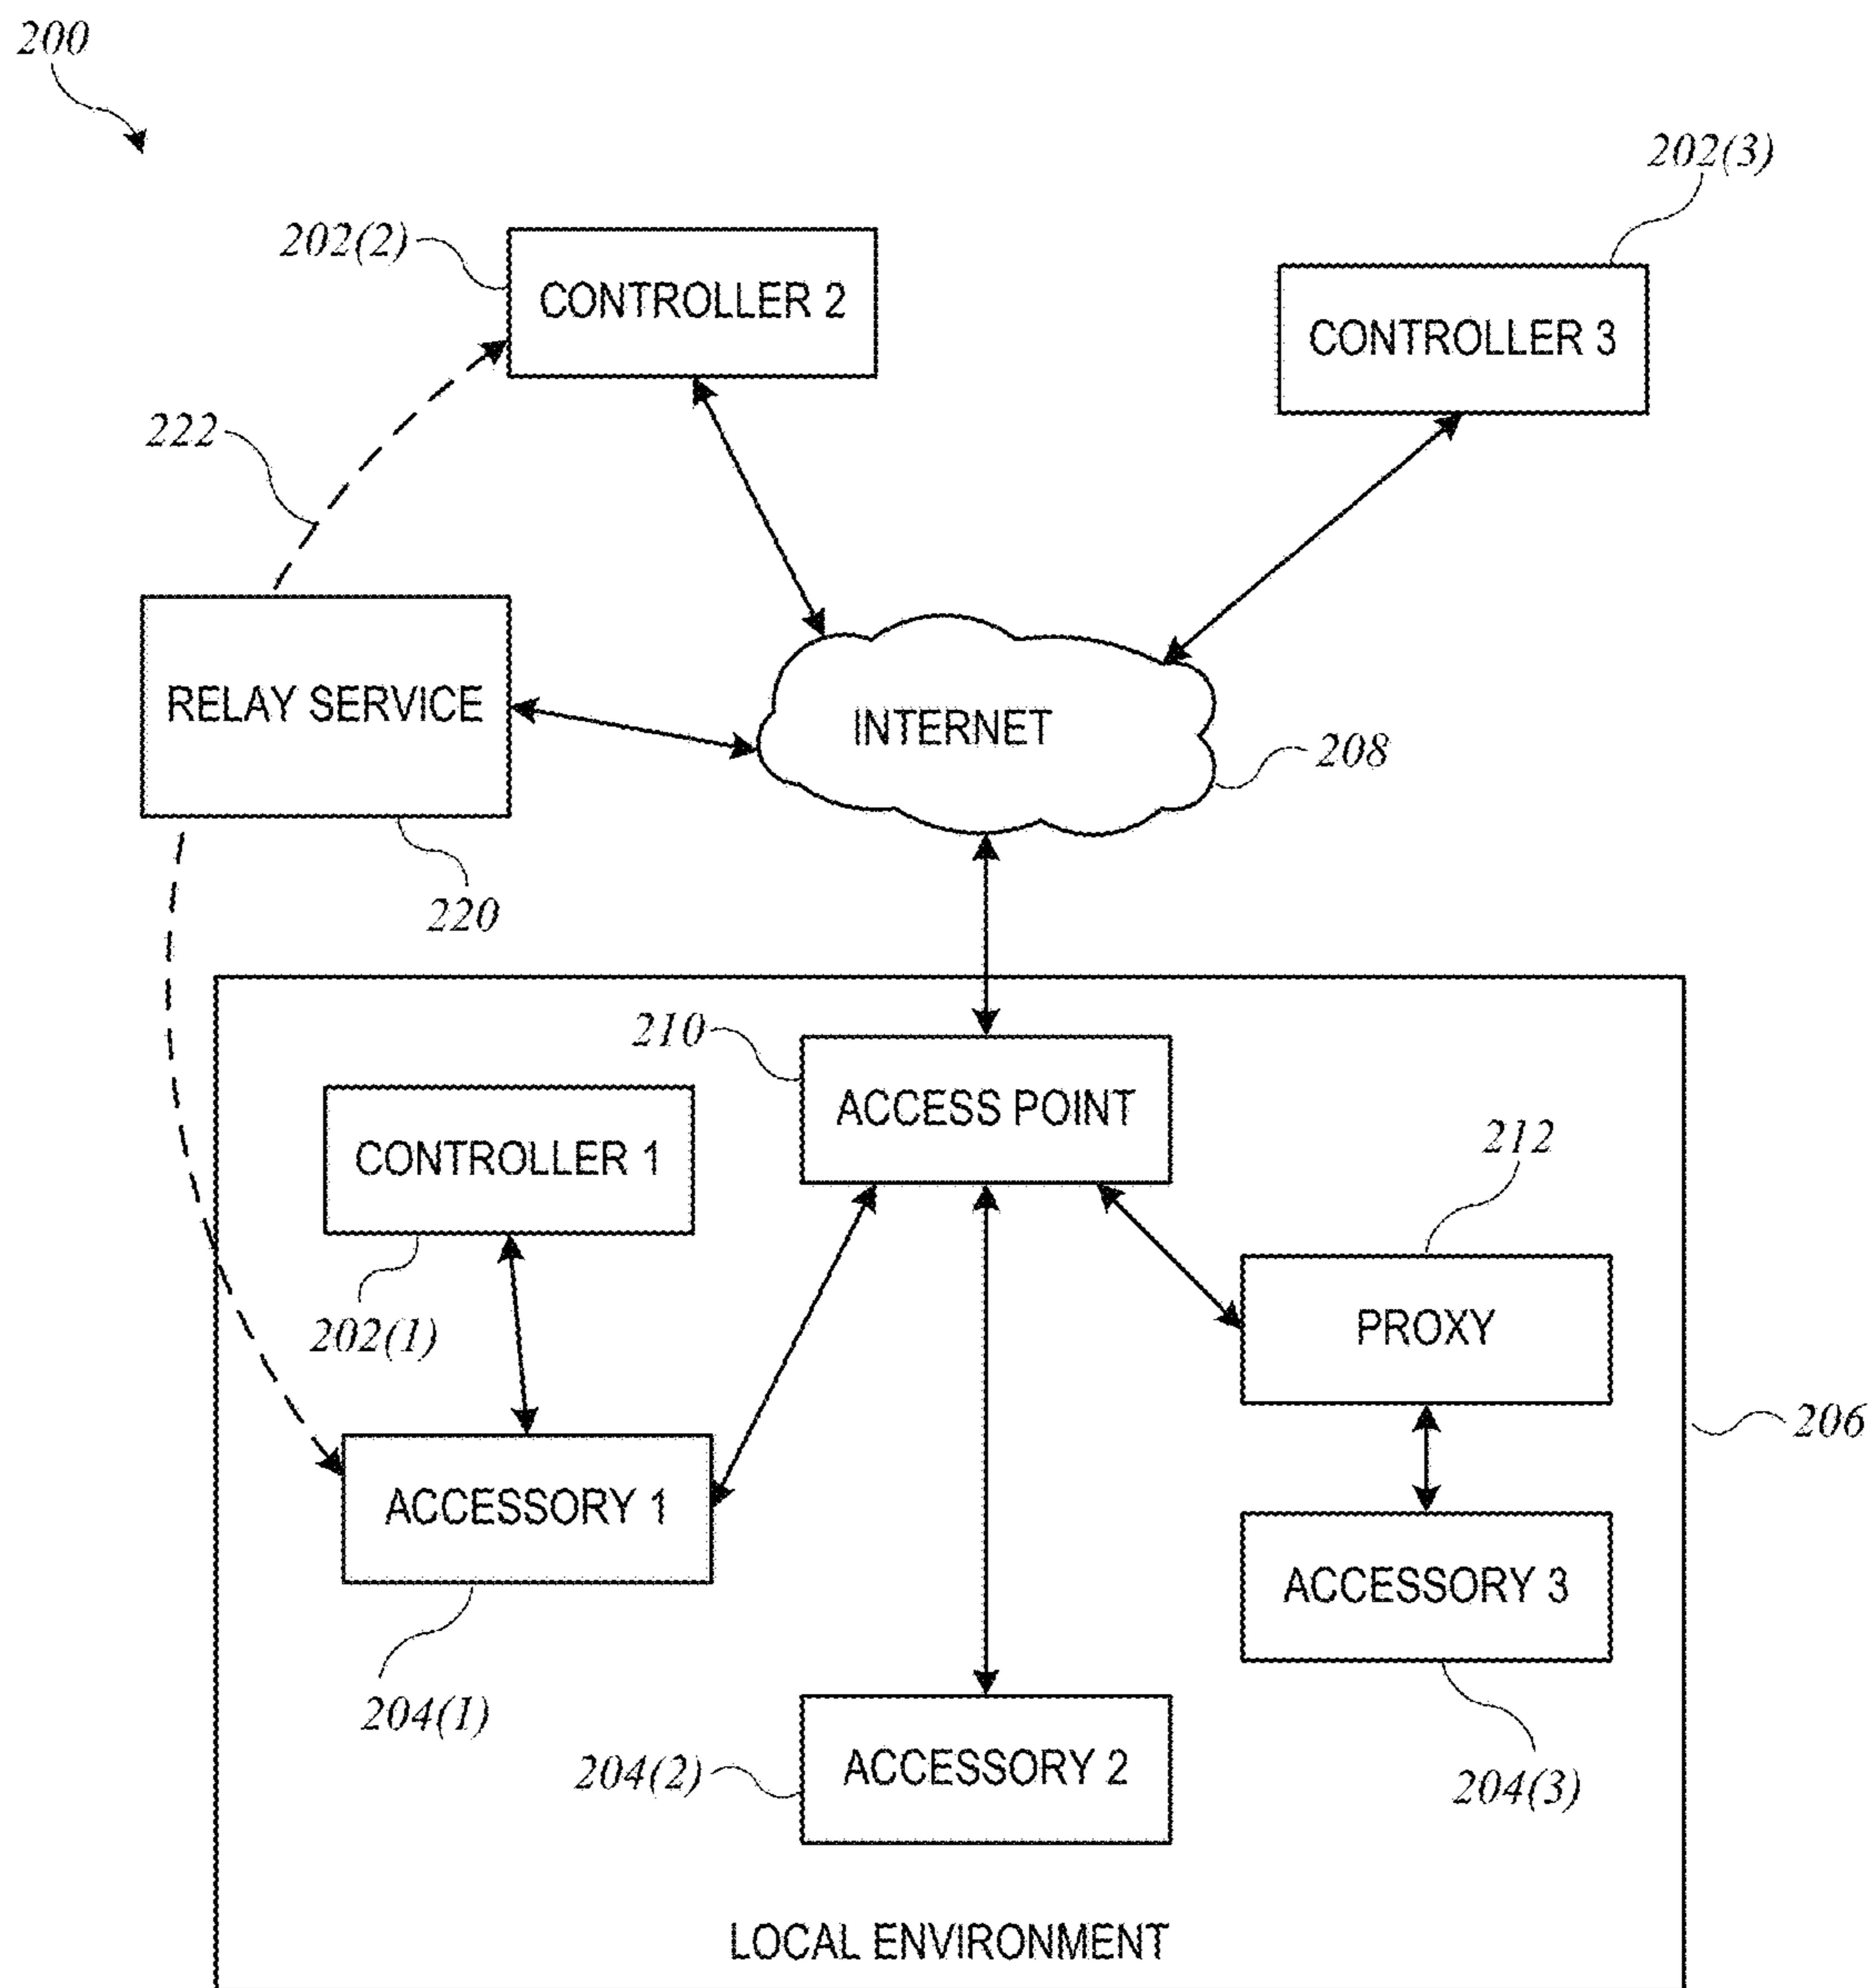 200
202(3)
202(2)
CONTROLLER 2
CONTROLLER 3
222
RELAY SERVICE
INTERNET
208
220
210
ACCESS POINT
CONTROLLER 1
212
202(1)
PROXY
206
ACCESSORY 1
ACCESSORY 3
204(1)
204(2)
ACCESSORY 2
204(3)
LOCAL ENVIRONMENT